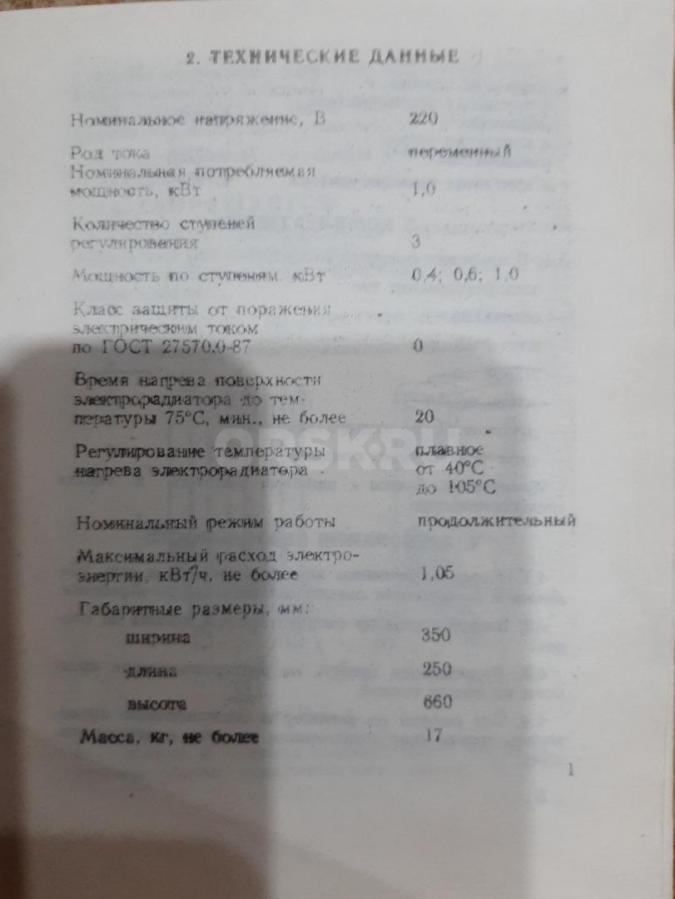 2. ТЕХНИЧЕСКИЕ ДАННЫЕ
Номинальное напряжение, В 220
Род тока переменный
Номинальная потребляемая
мощность, кВт 1,0
Количество ступеней
регулирования 3
Мощность по ступеням, кВт 0,4; 0,6; 1,0
Класс защиты от поражения
электрическим током
по ГОСТ 27570.0-87 0
Время нагрева поверхности
электрорадиатора до тем-
пературы 75°С, мин., не более 20
Регулирование температуры плавное
нагрева электрорадиатора от 40°С
до 105°С
Номинальный режим работы продолжительный
Максимальный расход электро-
энергии, кВт/ч, не более 1,05
Габаритные размеры, мм:
ширина 350
длина 250
высота 660
Масса, кг, не более 17
1
ORSK.RU